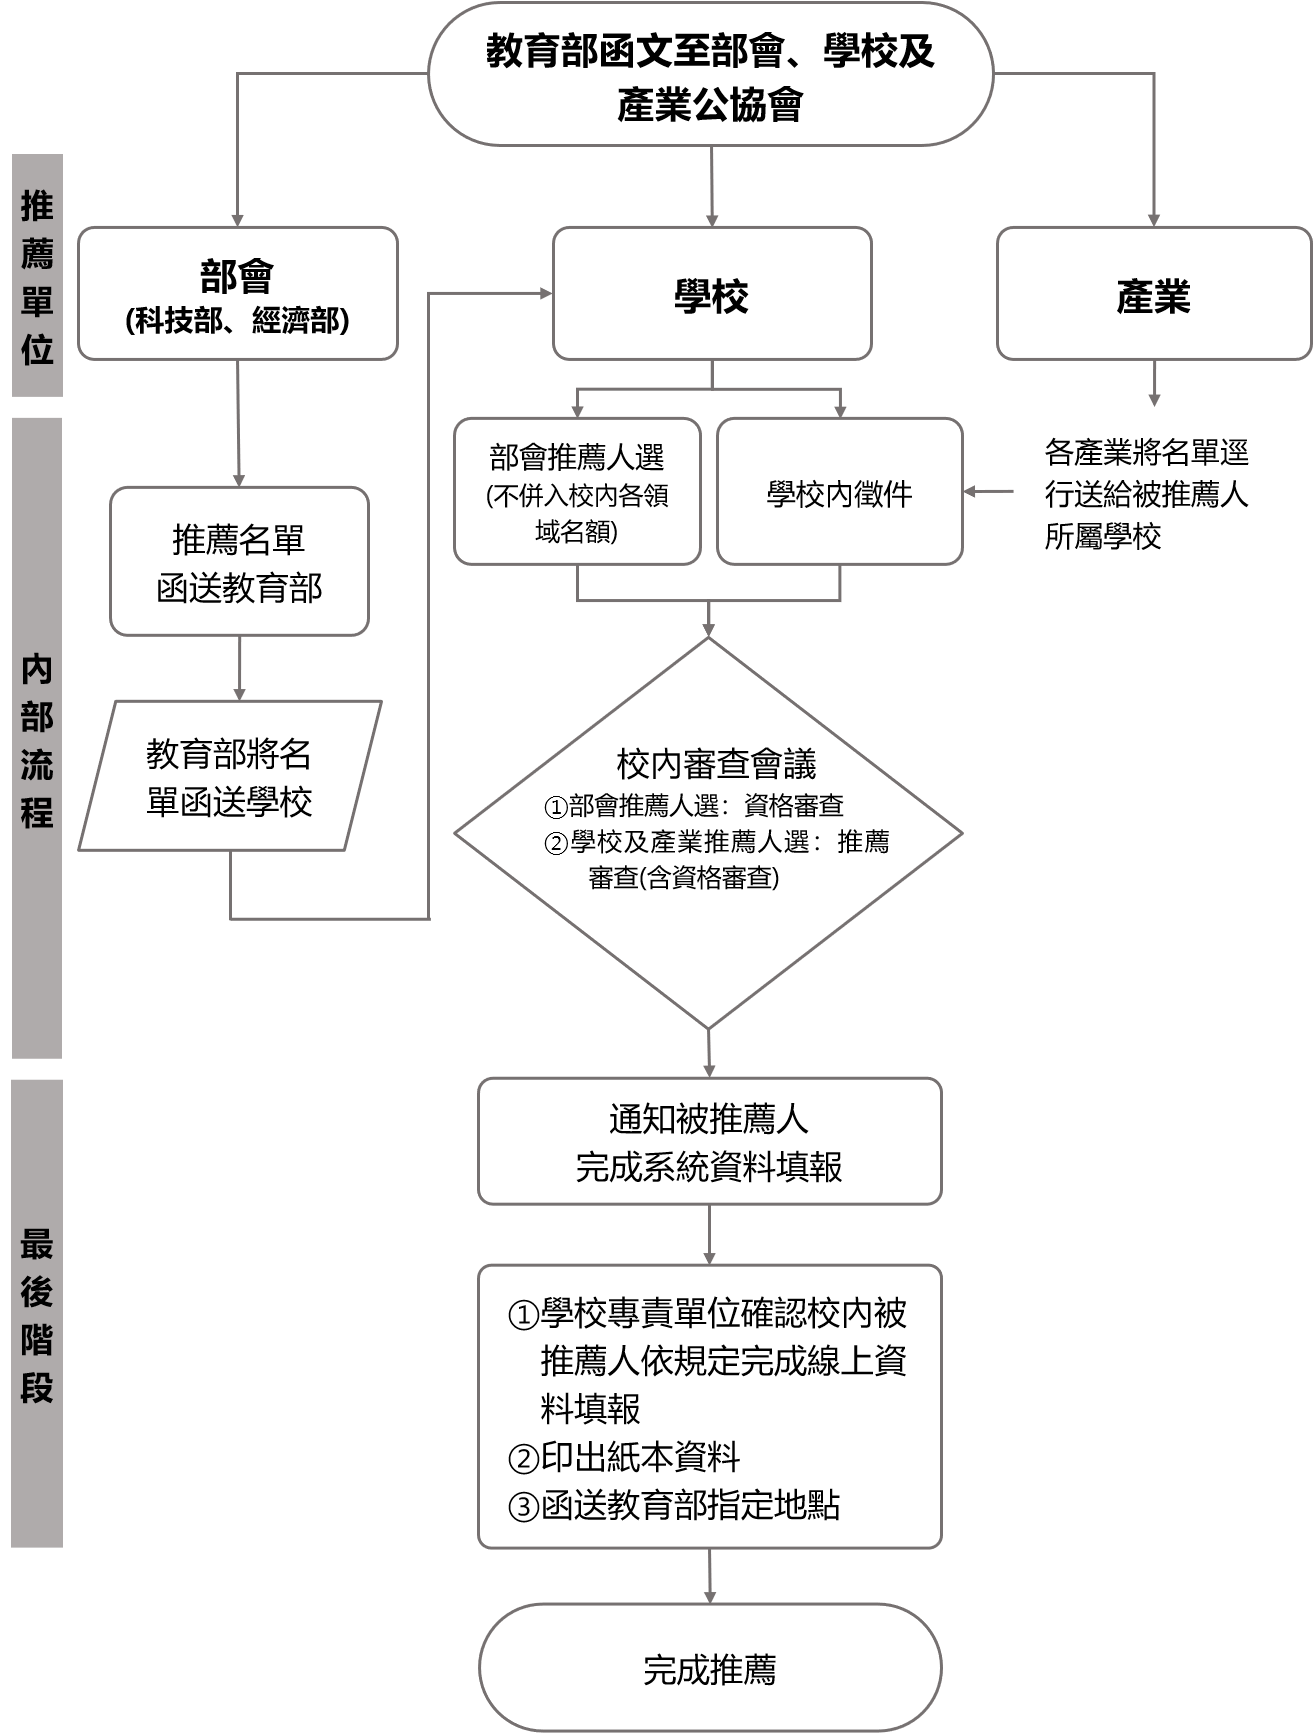 教育部函文至部會、學校及
產業公協會
推薦單位
部會
(科技部、經濟部)
學校
產業
內部流程
推薦名單
函送教育部
教育部將名
單函送學校
部會推薦人選
(不併入校內各領
域名額)
學校內徵件
各產業將名單逕
行送給被推薦人
所屬學校
校內審查會議
①部會推薦人選：資格審查
②學校及產業推薦人選：推薦
審查(含資格審查)
最後階段
通知被推薦人
完成系統資料填報
①學校專責單位確認校內被
推薦人依規定完成線上資
料填報
②印出紙本資料
③函送教育部指定地點
完成推薦